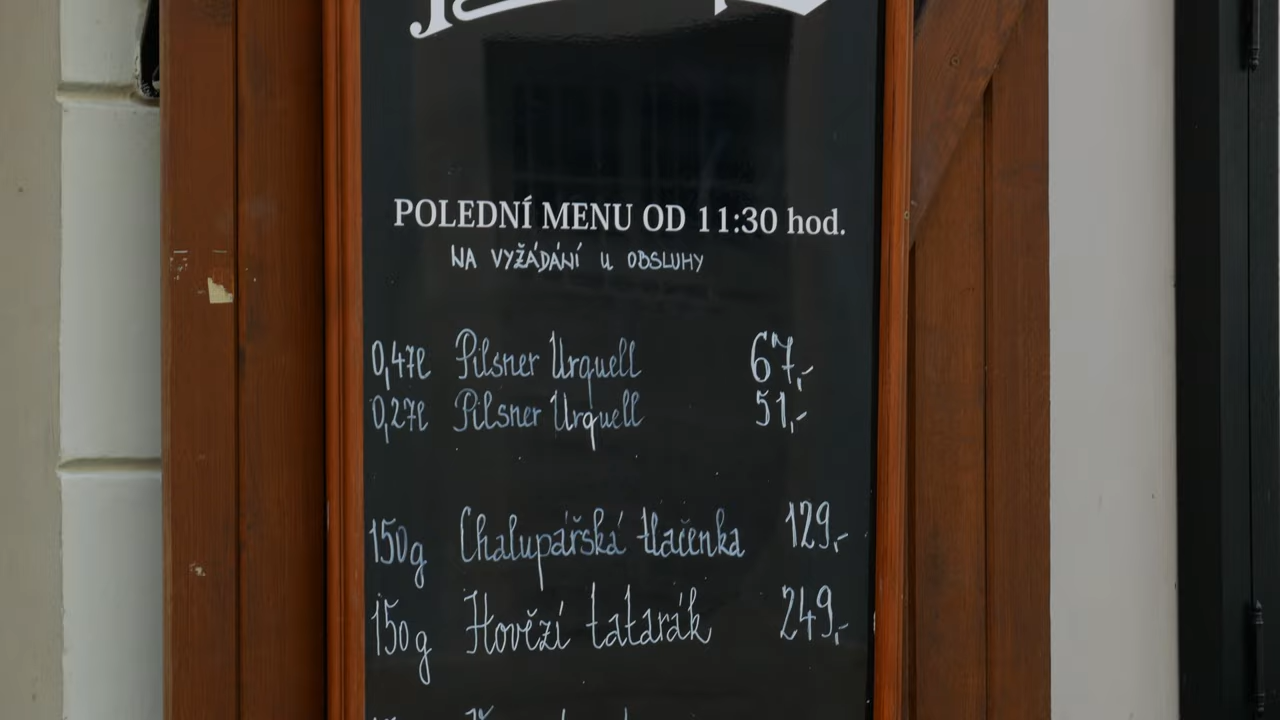 POLEDNÍ MENU OD 11:30 hod.
NA VYŽÁDÁNÍ u OBSLUHY
0,47l Pilsner Urquell 67,-
0,27l Pilsner Urquell 51,-
150g Chalupářská tlačenka 129,-
150g Hovězí tatarák 249,-